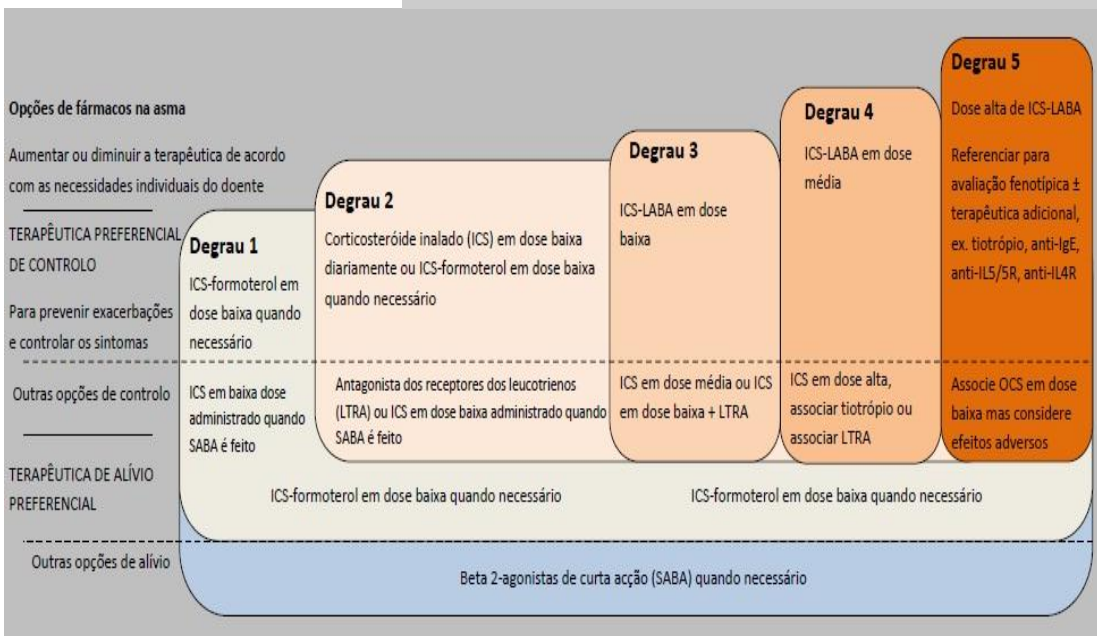 Opções de fármacos na asma
Aumentar ou diminuir a terapêutica de acordo
com as necessidades individuais do doente
TERAPÊUTICA PREFERENCIAL
DE CONTROLO
Para prevenir exacerbações
e controlar os sintomas
Outras opções de controlo
TERAPÊUTICA DE ALÍVIO
PREFERENCIAL
Outras opções de alívio
Degrau 1
ICS-formoterol em
dose baixa quando
necessário
ICS em baixa dose
administrado quando
SABA é feito
Degrau 2
Corticosteróide inalado (ICS) em dose baixa
diariamente ou ICS-formoterol em dose baixa
quando necessário
Antagonista dos receptores dos leucotrienos
(LTRA) ou ICS em dose baixa administrado quando
SABA é feito
Degrau 3
ICS-LABA em dose
baixa
ICS em dose média ou ICS
em dose baixa + LTRA
Degrau 4
ICS-LABA em dose
média
ICS em dose alta,
associar tiotrópio ou
associar LTRA
Degrau 5
Dose alta de ICS-LABA
Referenciar para
avaliação fenotípica ±
terapêutica adicional,
ex. tiotrópio, anti-IgE,
anti-IL5/5R, anti-IL4R
Associe OCS em dose
baixa mas considere
efeitos adversos
ICS-formoterol em dose baixa quando necessário
ICS-formoterol em dose baixa quando necessário
Beta 2-agonistas de curta acção (SABA) quando necessário